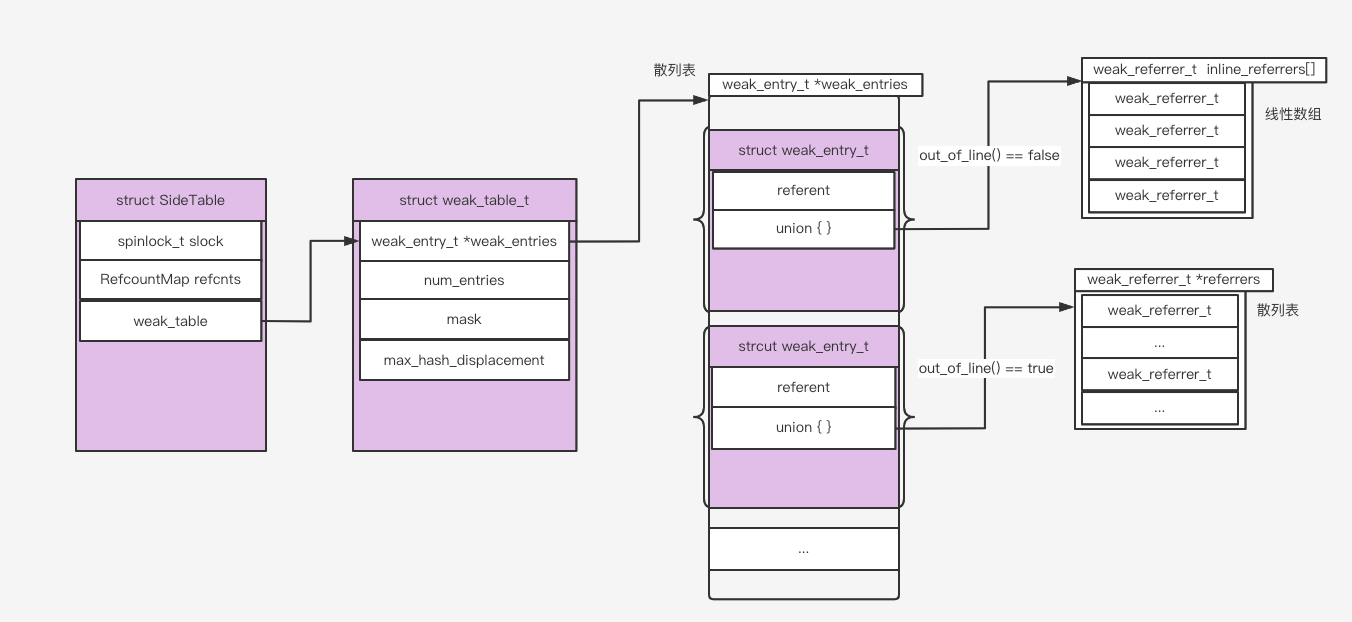 struct SideTable
spinlock_t slock
RefcountMap refcnts
weak_table
struct weak_table_t
weak_entry_t *weak_entries
num_entries
mask
max_hash_displacement
散列表
weak_entry_t *weak_entries
struct weak_entry_t
referent
union { }
strcut weak_entry_t
referent
union { }
...
out_of_line() == false
out_of_line() == true
weak_referrer_t inline_referrers[]
weak_referrer_t
weak_referrer_t
weak_referrer_t
weak_referrer_t
线性数组
weak_referrer_t *referrers
weak_referrer_t
...
weak_referrer_t
...
散列表